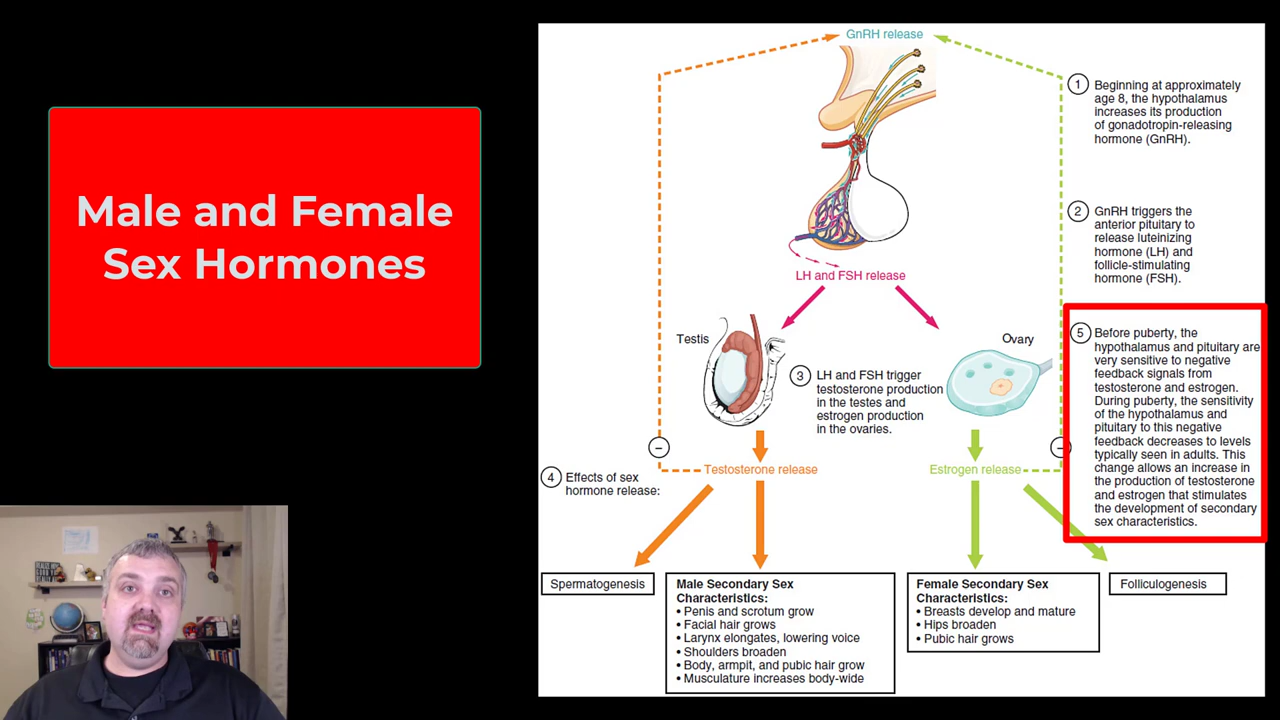 Male and Female
Sex Hormones
GnRH release
1 Beginning at approximately
age 8, the hypothalamus
increases its production
of gonadotropin-releasing
hormone (GnRH).
2 GnRH triggers the
anterior pituitary to
release luteinizing
hormone (LH) and
follicle-stimulating
hormone (FSH).
LH and FSH release
Testis
Ovary
3 LH and FSH trigger
testosterone production
in the testes and
estrogen production
in the ovaries.
5 Before puberty, the
hypothalamus and pituitary are
very sensitive to negative
feedback signals from
testosterone and estrogen.
During puberty, the sensitivity
of the hypothalamus and
pituitary to this negative
feedback decreases to levels
typically seen in adults. This
change allows an increase in
the production of testosterone
and estrogen that stimulates
the development of secondary
sex characteristics.
–
–
Testosterone release
Estrogen release
4 Effects of sex
hormone release:
Spermatogenesis
Male Secondary Sex
Characteristics:
• Penis and scrotum grow
• Facial hair grows
• Larynx elongates, lowering voice
• Shoulders broaden
• Body, armpit, and pubic hair grow
• Musculature increases body-wide
Female Secondary Sex
Characteristics:
• Breasts develop and mature
• Hips broaden
• Pubic hair grows
Folliculogenesis